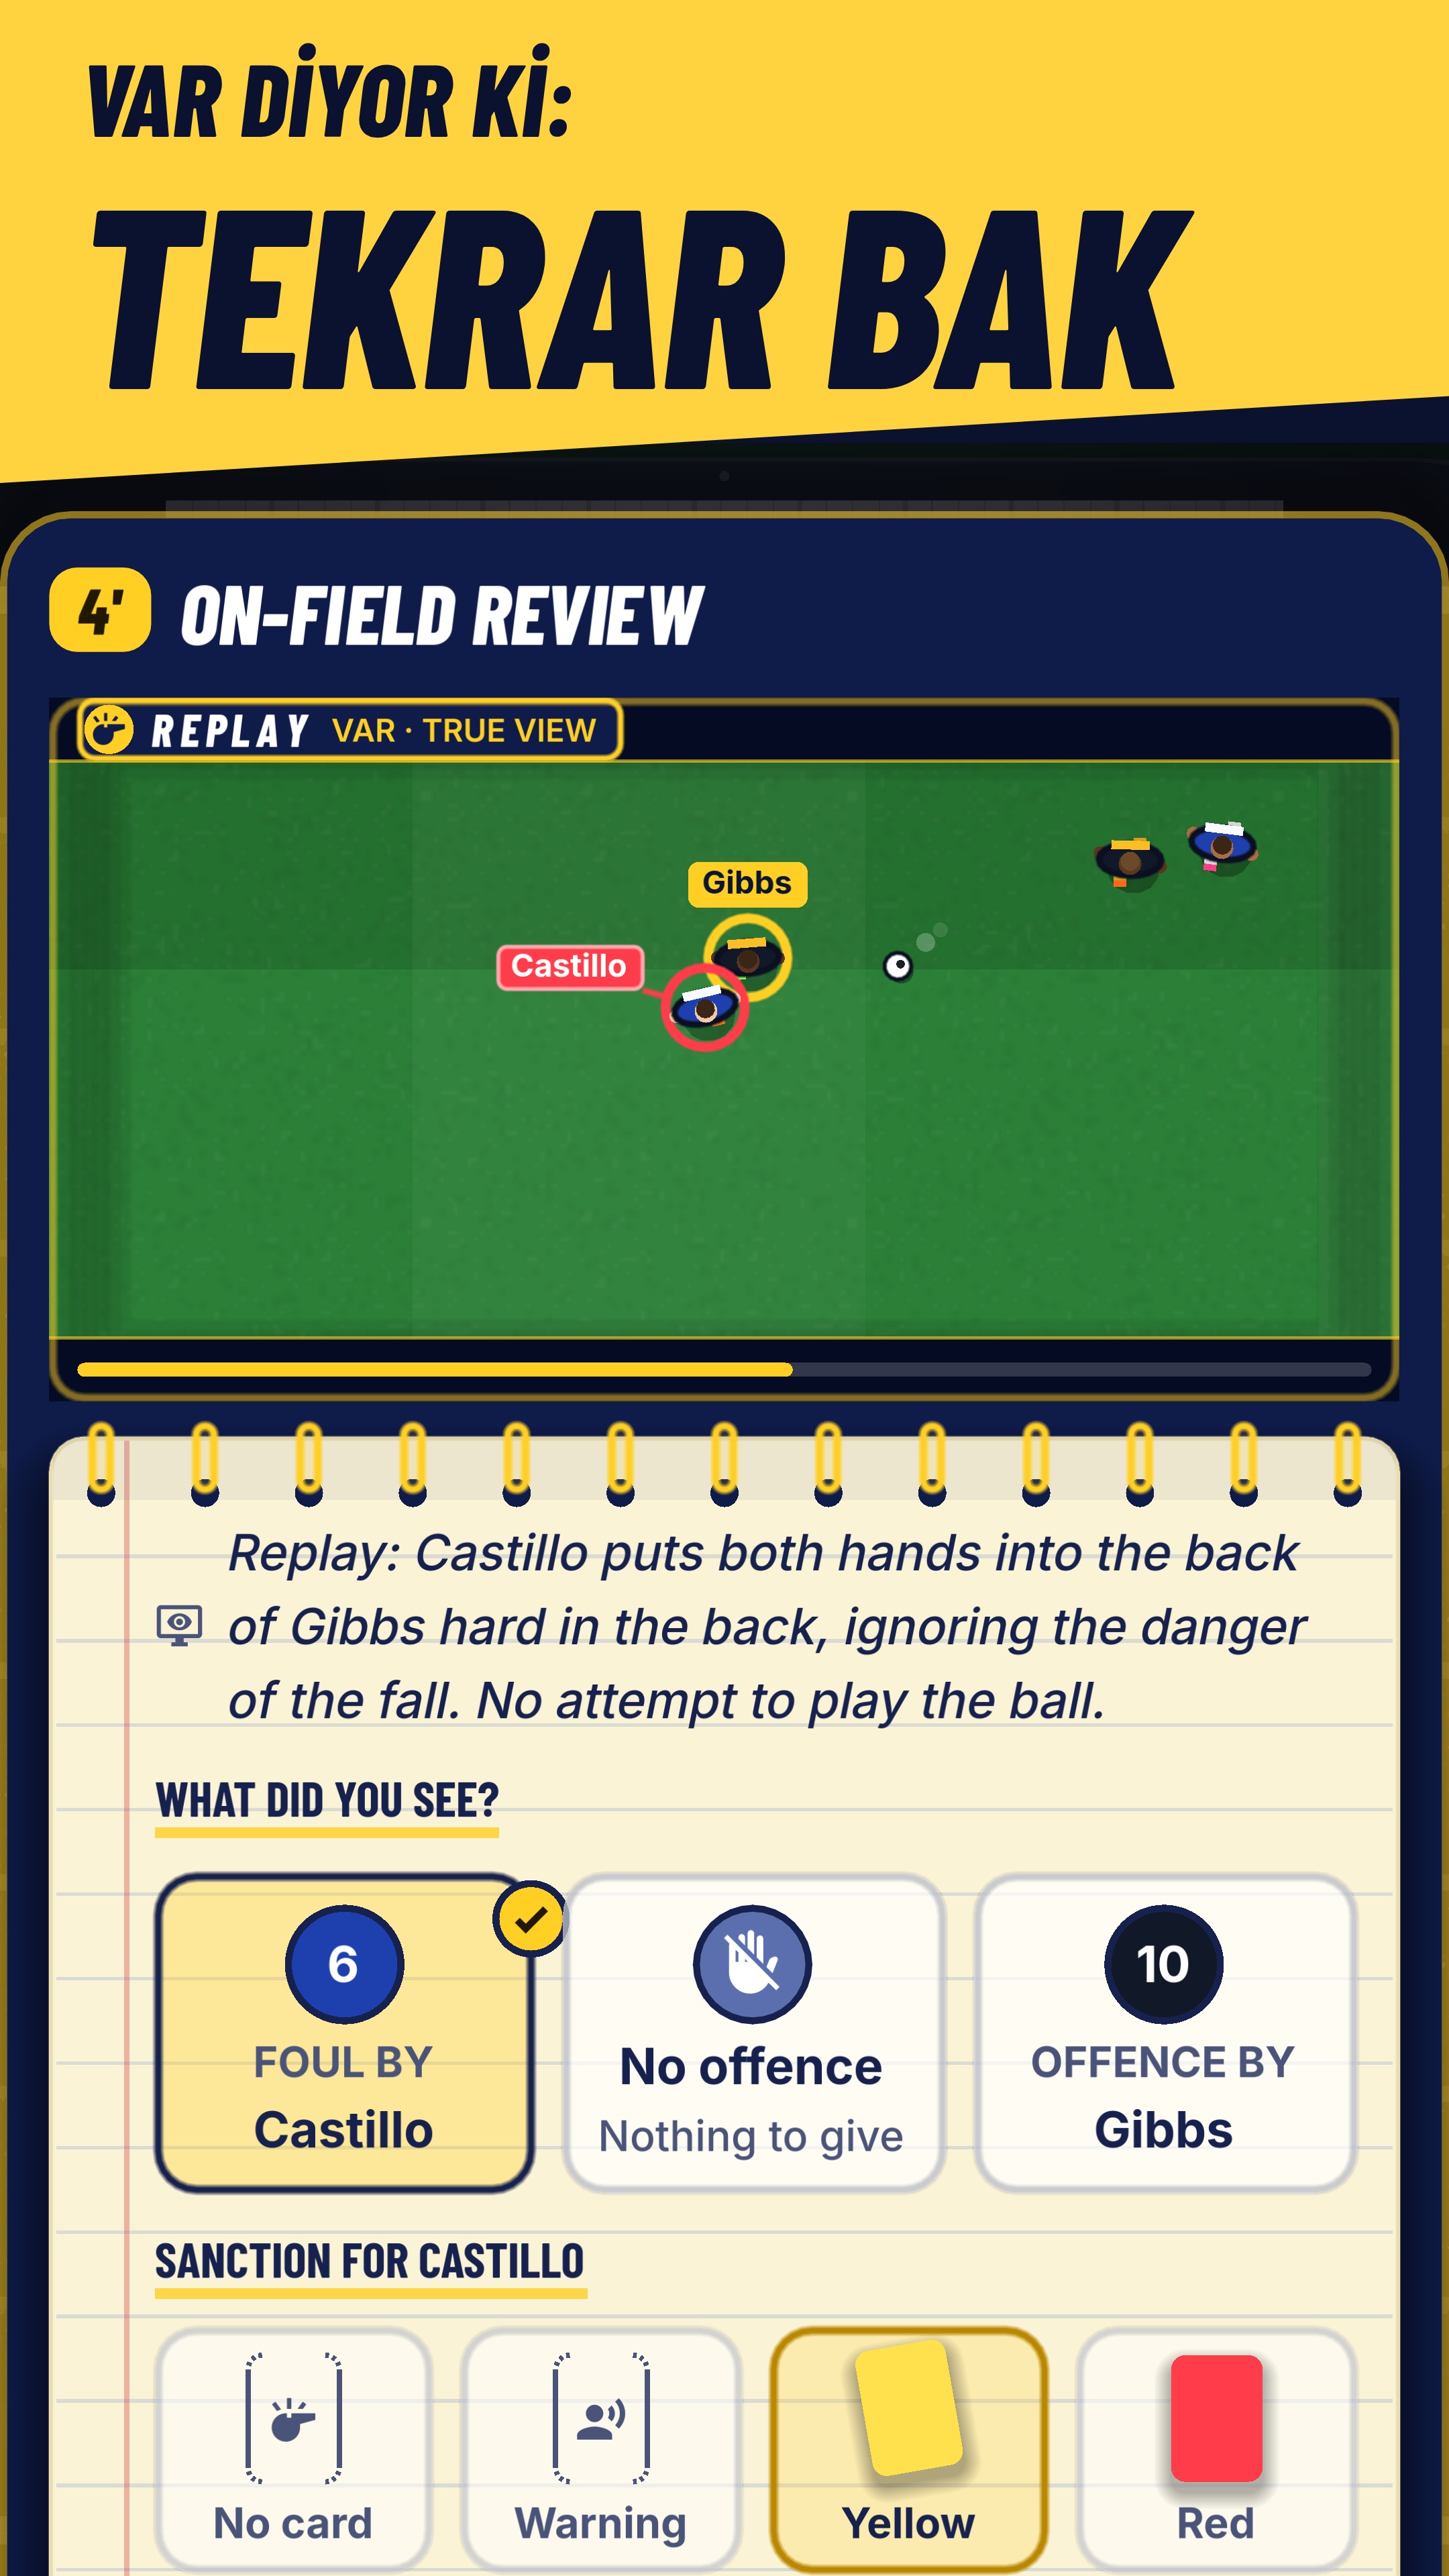 VAR DİYOR Kİ:
TEKRAR BAK
4' ON-FIELD REVIEW
REPLAY VAR · TRUE VIEW
Gibbs
Castillo
Replay: Castillo puts both hands into the back
of Gibbs hard in the back, ignoring the danger
of the fall. No attempt to play the ball.
WHAT DID YOU SEE?
6
FOUL BY
Castillo
No offence
Nothing to give
10
OFFENCE BY
Gibbs
SANCTION FOR CASTILLO
No card
Warning
Yellow
Red